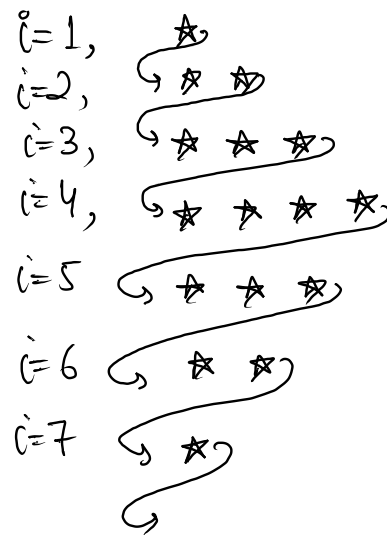 i=1, ☆
i=2, ☆ ☆
i=3, ☆ ☆ ☆
i=4, ☆ ☆ ☆ ☆
i=5 ☆ ☆ ☆
i=6 ☆ ☆
i=7 ☆